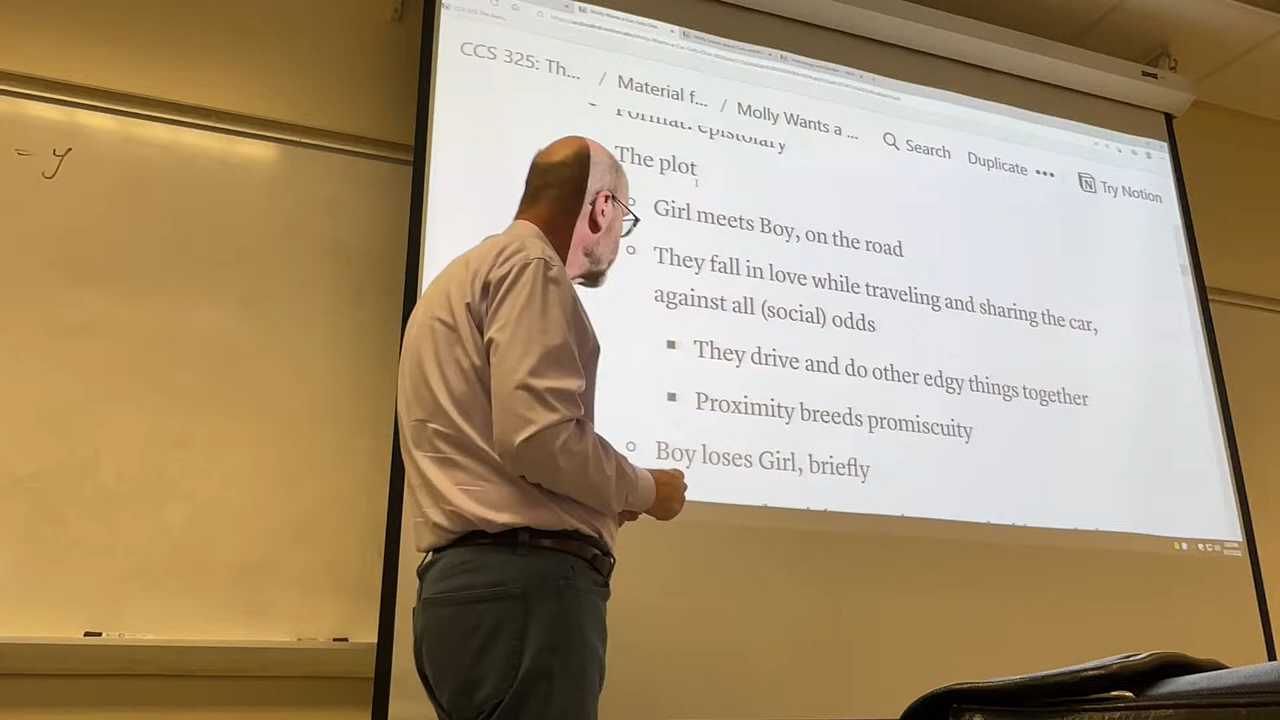 = y
CCS 325: Th... / Material f... / Molly Wants a ... Search Duplicate ••• Try Notion
Format: epistolary
The plot
Girl meets Boy, on the road
They fall in love while traveling and sharing the car,
against all (social) odds
They drive and do other edgy things together
Proximity breeds promiscuity
Boy loses Girl, briefly